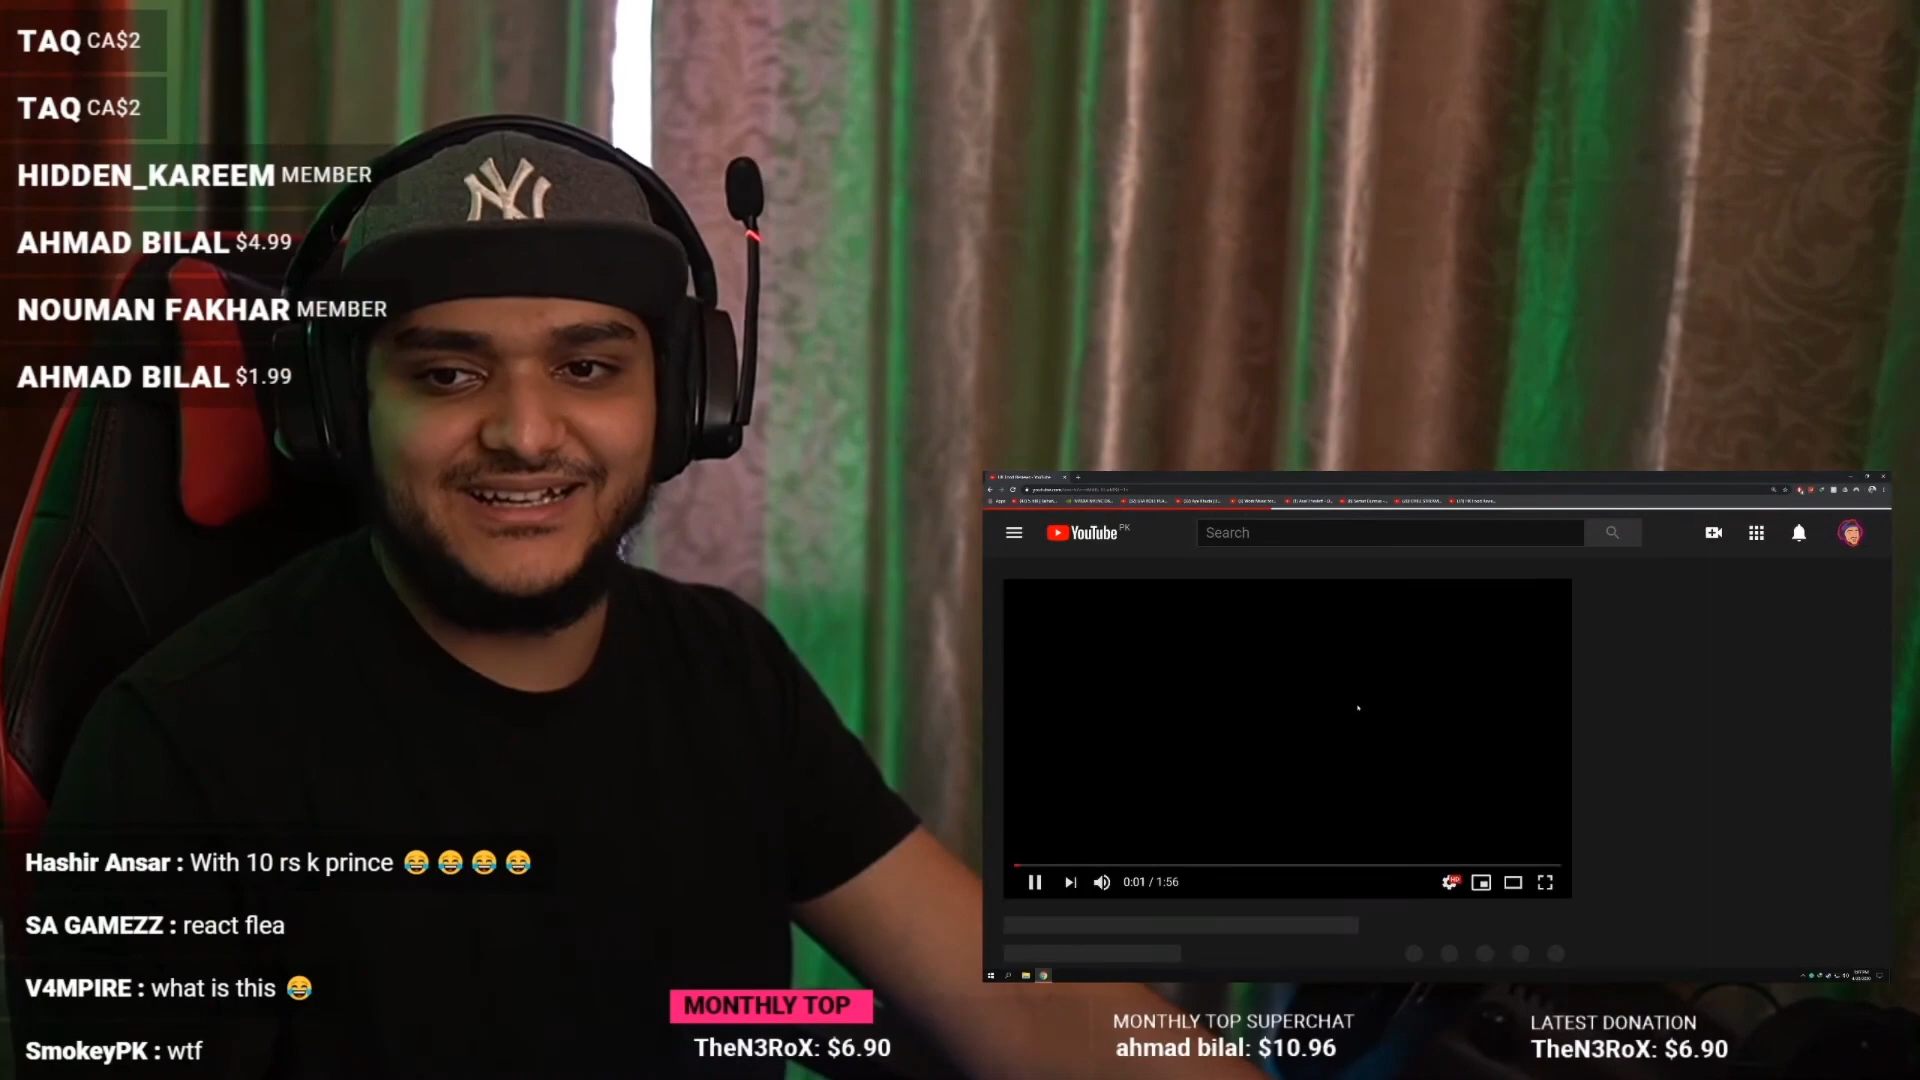 TAQ CA$2
TAQ CA$2
HIDDEN_KAREEM MEMBER
AHMAD BILAL $4.99
NOUMAN FAKHAR MEMBER
AHMAD BILAL $1.99
NY
YouTube PK
Search
0:01 / 1:56
HD
Hashir Ansar : With 10 rs k prince 😂 😂 😂 😂
SA GAMEZZ : react flea
V4MPIRE : what is this 😂
SmokeyPK : wtf
MONTHLY TOP
TheN3RoX: $6.90
MONTHLY TOP SUPERCHAT
ahmad bilal: $10.96
LATEST DONATION
TheN3RoX: $6.90